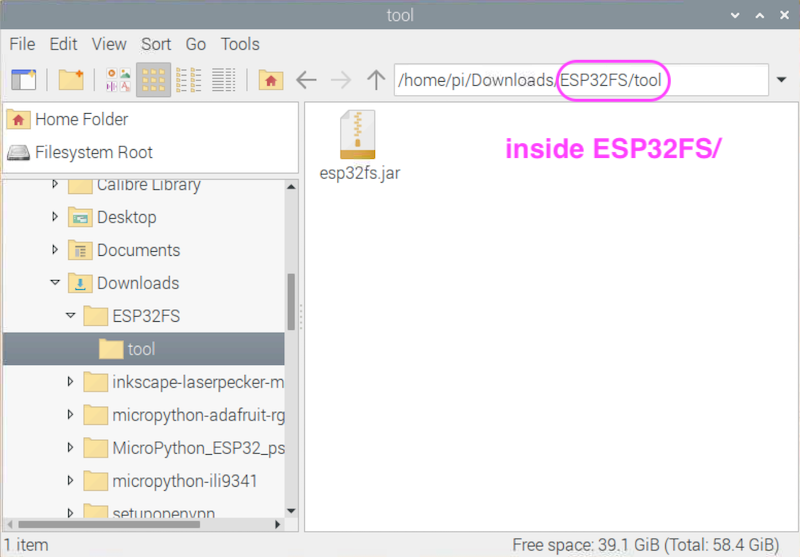 tool
File Edit View Sort Go Tools
/home/pi/Downloads/ESP32FS/tool
Home Folder
Filesystem Root
Calibre Library
Desktop
Documents
Downloads
ESP32FS
tool
inkscape-laserpecker-m
micropython-adafruit-rg
MicroPython_ESP32_ps
micropython-ili9341
setupopenvpn
esp32fs.jar
inside ESP32FS/
1 item
Free space: 39.1 GiB (Total: 58.4 GiB)